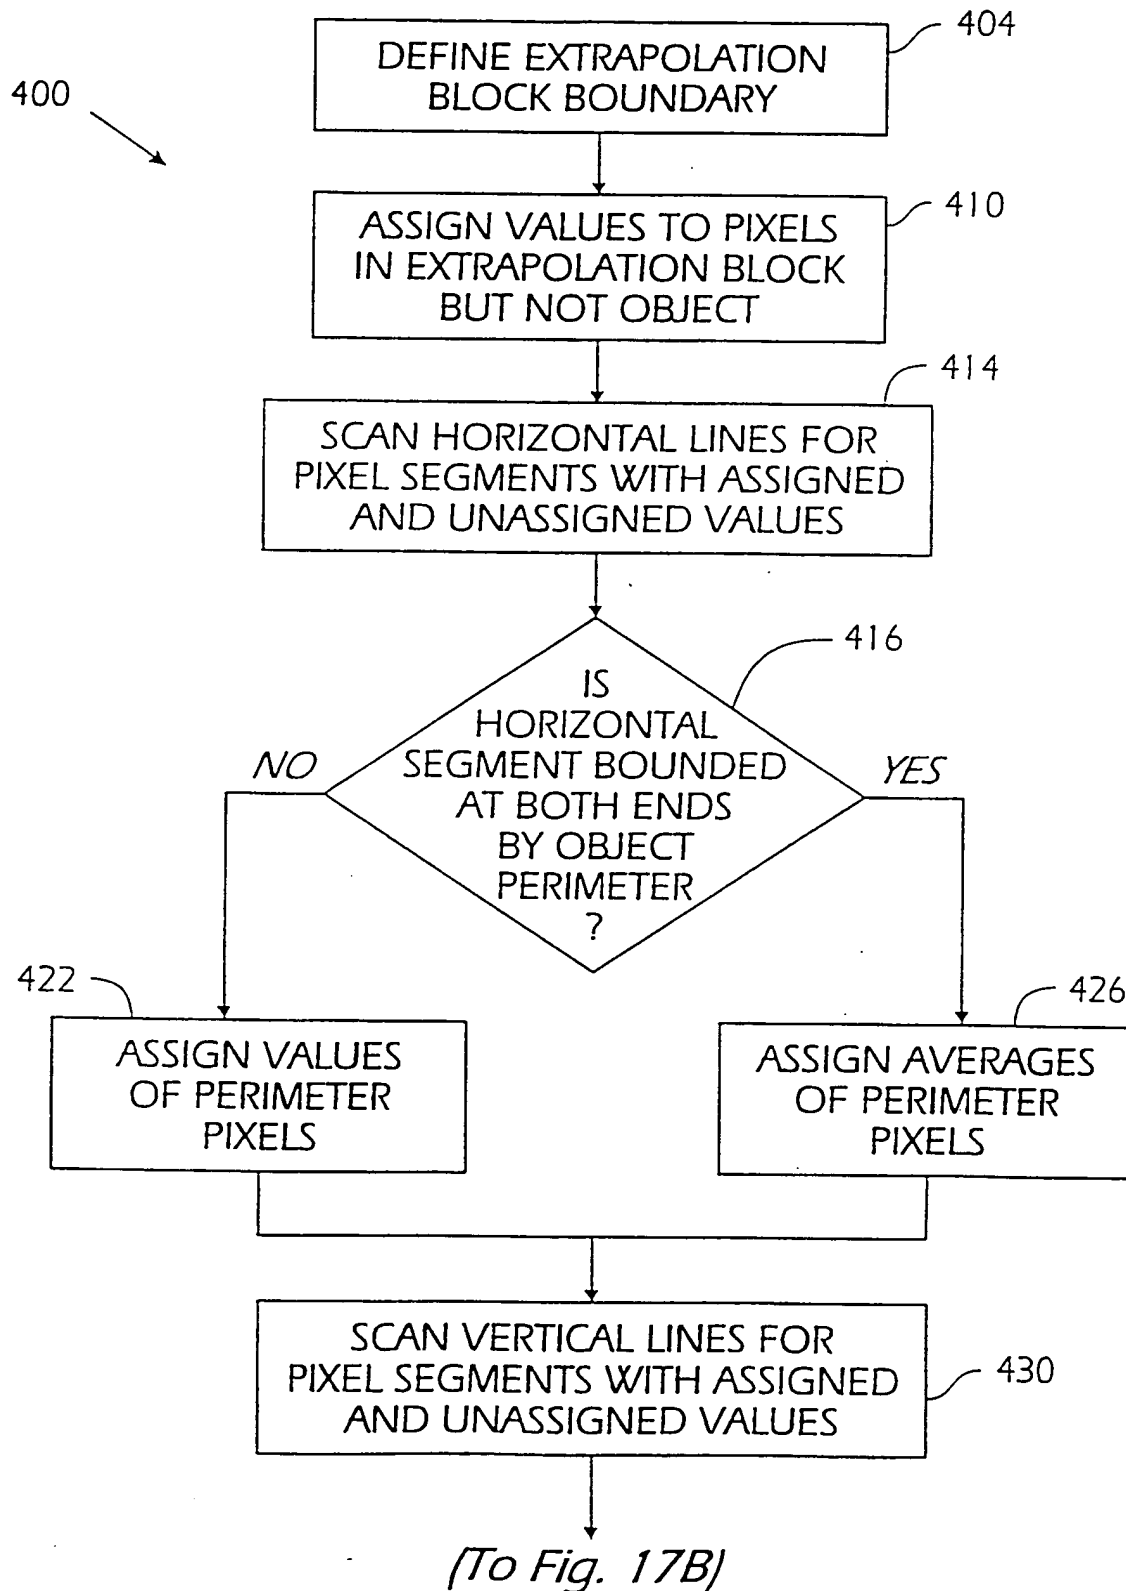 404
DEFINE EXTRAPOLATION
BLOCK BOUNDARY
400
410
ASSIGN VALUES TO PIXELS
IN EXTRAPOLATION BLOCK
BUT NOT OBJECT
414
SCAN HORIZONTAL LINES FOR
PIXEL SEGMENTS WITH ASSIGNED
AND UNASSIGNED VALUES
416
IS
HORIZONTAL
SEGMENT BOUNDED
AT BOTH ENDS
BY OBJECT
PERIMETER
?
NO
YES
422
ASSIGN VALUES
OF PERIMETER
PIXELS
426
ASSIGN AVERAGES
OF PERIMETER
PIXELS
SCAN VERTICAL LINES FOR
PIXEL SEGMENTS WITH ASSIGNED
AND UNASSIGNED VALUES
430
(To Fig. 17B)